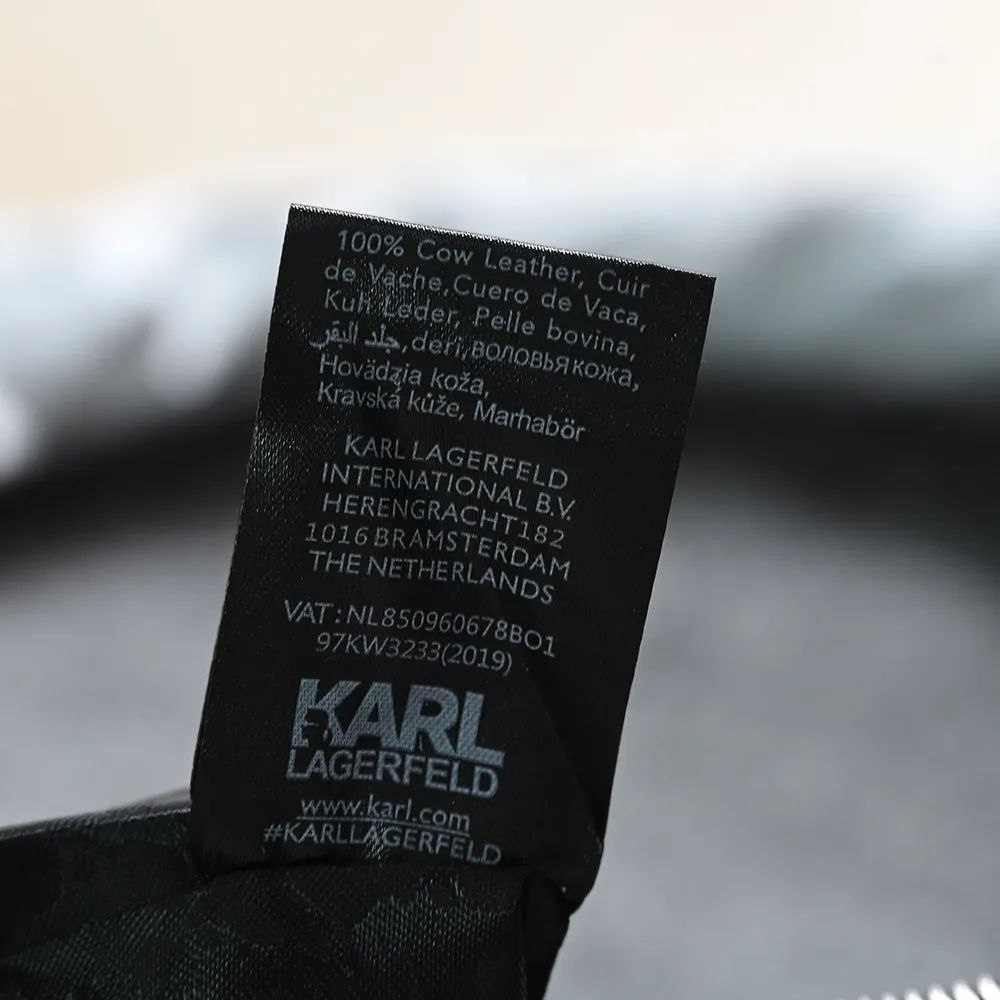 100% Cow Leather, Cuir
de Vache,Cuero de Vaca,
Kuh Leder, Pelle bovina,
جلد البقر,deri,воловья кожа,
Hovädzia koža,
Kravská kůže, Marhabör
KARL LAGERFELD
INTERNATIONAL B.V.
HERENGRACHT182
1016BRAMSTERDAM
THE NETHERLANDS
VAT:NL850960678BO1
97KW3233(2019)
KARL
LAGERFELD
www.karl.com
#KARLLAGERFELD